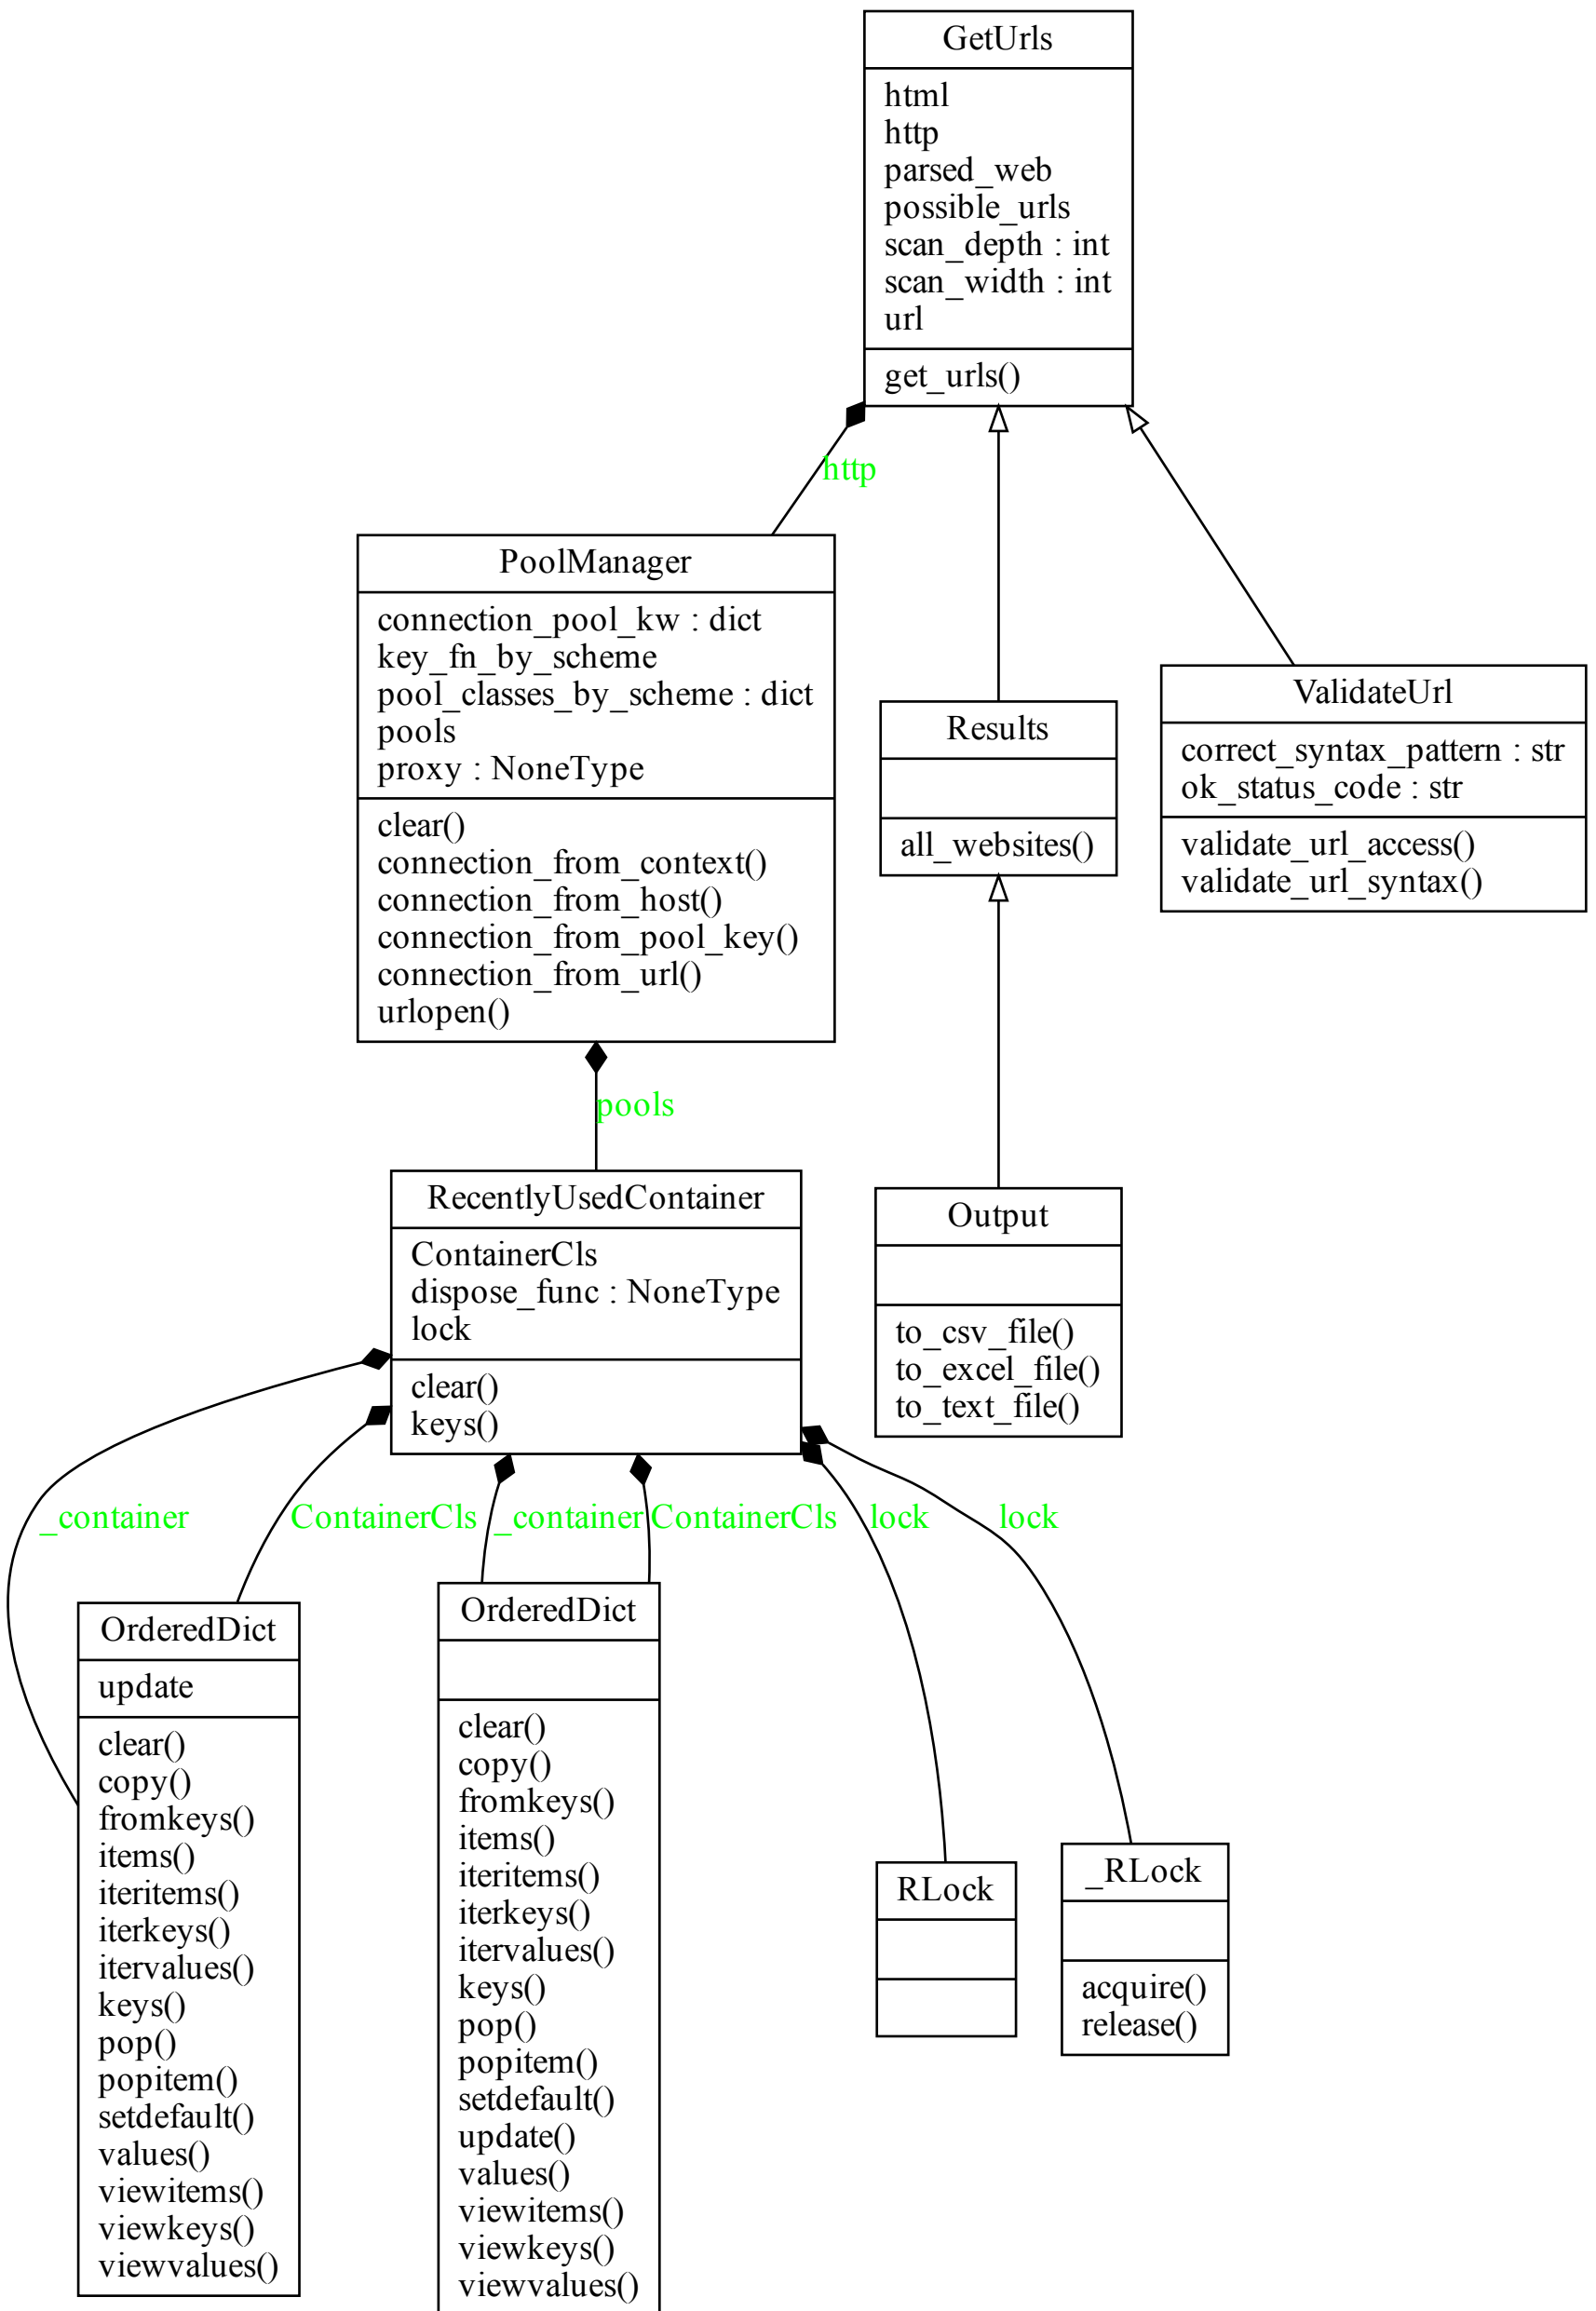 GetUrls
html
http
parsed_web
possible_urls
scan_depth : int
scan_width : int
url
get_urls()
http
PoolManager
connection_pool_kw : dict
key_fn_by_scheme
pool_classes_by_scheme : dict
pools
proxy : NoneType
clear()
connection_from_context()
connection_from_host()
connection_from_pool_key()
connection_from_url()
urlopen()
Results
all_websites()
ValidateUrl
correct_syntax_pattern : str
ok_status_code : str
validate_url_access()
validate_url_syntax()
pools
RecentlyUsedContainer
ContainerCls
dispose_func : NoneType
lock
clear()
keys()
Output
to_csv_file()
to_excel_file()
to_text_file()
_container
ContainerCls
_container
ContainerCls
lock
lock
OrderedDict
update
clear()
copy()
fromkeys()
items()
iteritems()
iterkeys()
itervalues()
keys()
pop()
popitem()
setdefault()
values()
viewitems()
viewkeys()
viewvalues()
OrderedDict
clear()
copy()
fromkeys()
items()
iteritems()
iterkeys()
itervalues()
keys()
pop()
popitem()
setdefault()
update()
values()
viewitems()
viewkeys()
viewvalues()
RLock
_RLock
acquire()
release()